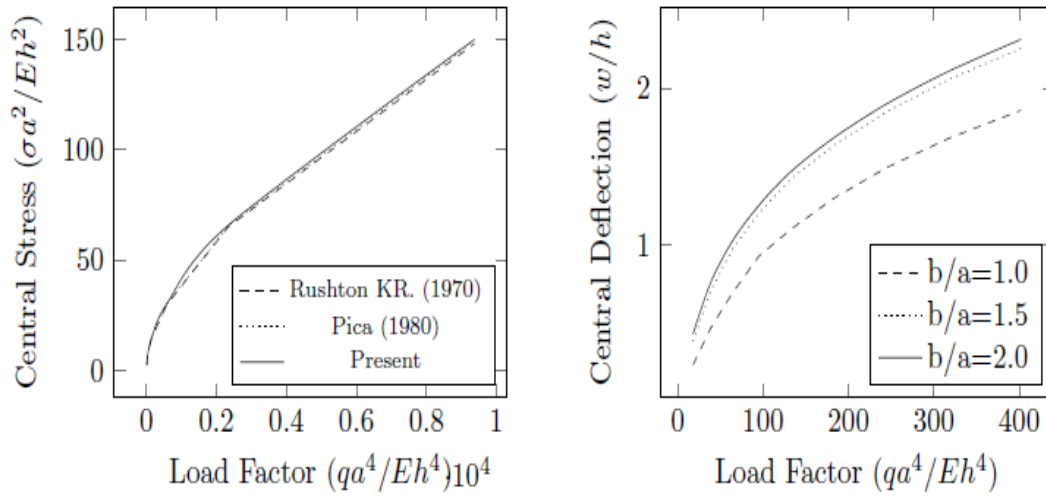 Central Stress (σa²/Eh²)
150
100
50
0
0
0.2
0.4
0.6
0.8
1
Rushton KR. (1970)
Pica (1980)
Present
Load Factor (qa⁴/Eh⁴)10⁴
Central Deflection (w/h)
2
1
0
100
200
300
400
b/a=1.0
b/a=1.5
b/a=2.0
Load Factor (qa⁴/Eh⁴)